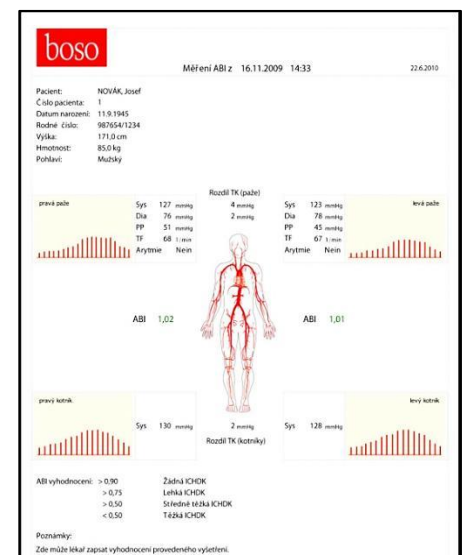 boso
Měření ABI z 16.11.2009 14:33 22.6.2010
Pacient: NOVÁK, Josef
Číslo pacienta: 1
Datum narození: 11.9.1945
Rodné číslo: 987654/1234
Výška: 171,0 cm
Hmotnost: 85,0 kg
Pohlaví: Mužský
Rozdíl TK (paže)
pravá paže Sys 127 mmHg 4 mmHg Sys 123 mmHg levá paže
Dia 76 mmHg 2 mmHg Dia 78 mmHg
PP 51 mmHg PP 45 mmHg
TF 68 1/min TF 67 1/min
Arytmie Nein Arytmie Nein
ABI 1,02 ABI 1,01
pravý kotník levý kotník
Sys 130 mmHg 2 mmHg Sys 128 mmHg
Rozdíl TK (kotníky)
ABI vyhodnocení: > 0,90 Žádná ICHDK
> 0,75 Lehká ICHDK
> 0,50 Středně těžká ICHDK
< 0,50 Těžká ICHDK
Poznámky:
Zde může lékař zapsat vyhodnocení provedeného vyšetření.